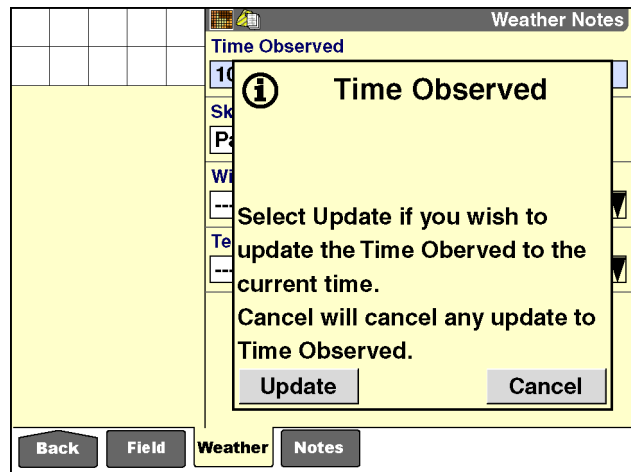 Weather Notes
Time Observed
10
Sk
Pa
Wi
---
Te
---
Time Observed
Select Update if you wish to
update the Time Oberved to the
current time.
Cancel will cancel any update to
Time Observed.
Update Cancel
Back Field Weather Notes